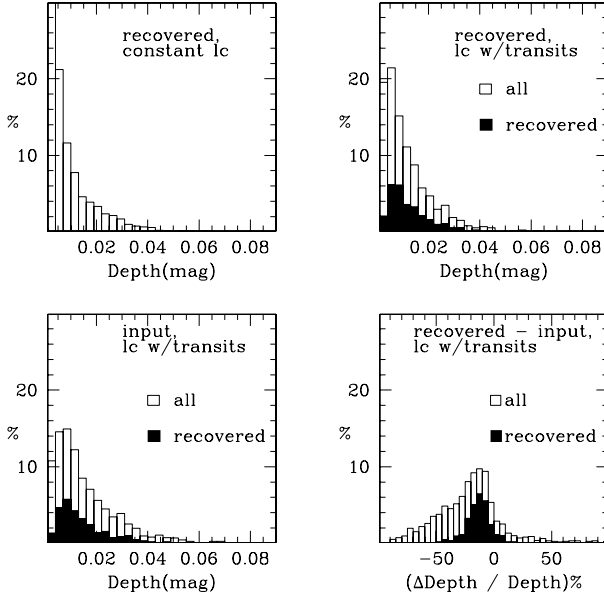 recovered,
constant lc
20
%
10
0.02 0.04 0.06 0.08
Depth(mag)
recovered,
lc w/transits
all
recovered
20
%
10
0.02 0.04 0.06 0.08
Depth(mag)
input,
lc w/transits
all
recovered
20
%
10
0.02 0.04 0.06 0.08
Depth(mag)
recovered − input,
lc w/transits
all
recovered
20
%
10
−50 0 50
(ΔDepth / Depth)%